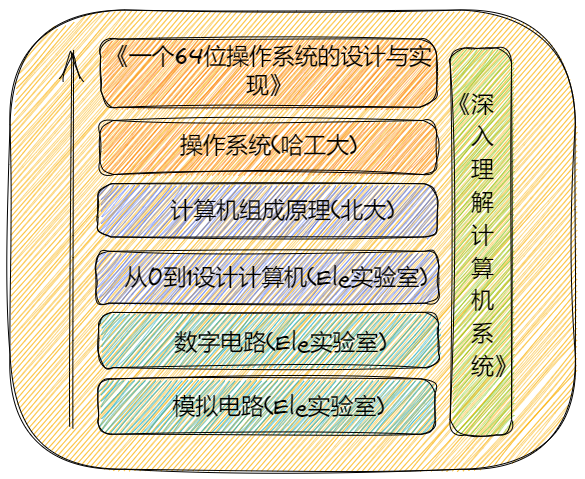 《一个64位操作系统的设计与实
现》
操作系统(哈工大)
计算机组成原理(北大)
从0到1设计计算机(Ele实验室)
数字电路(Ele实验室)
模拟电路(Ele实验室)
《深入理解计算机系统》